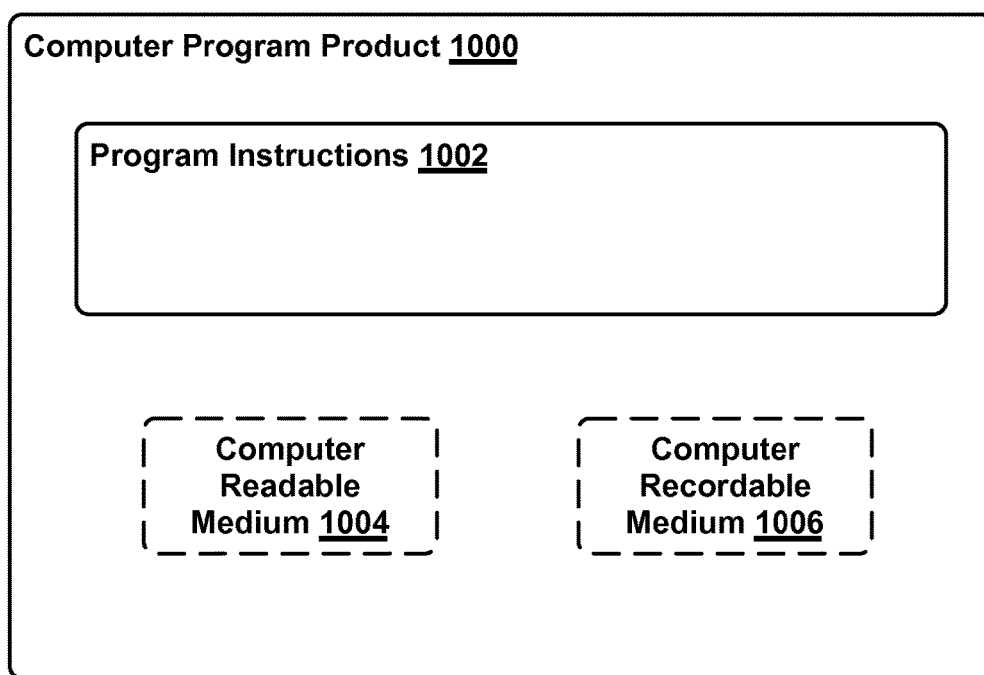 Computer Program Product 1000
Program Instructions 1002
Computer
Readable
Medium 1004
Computer
Recordable
Medium 1006